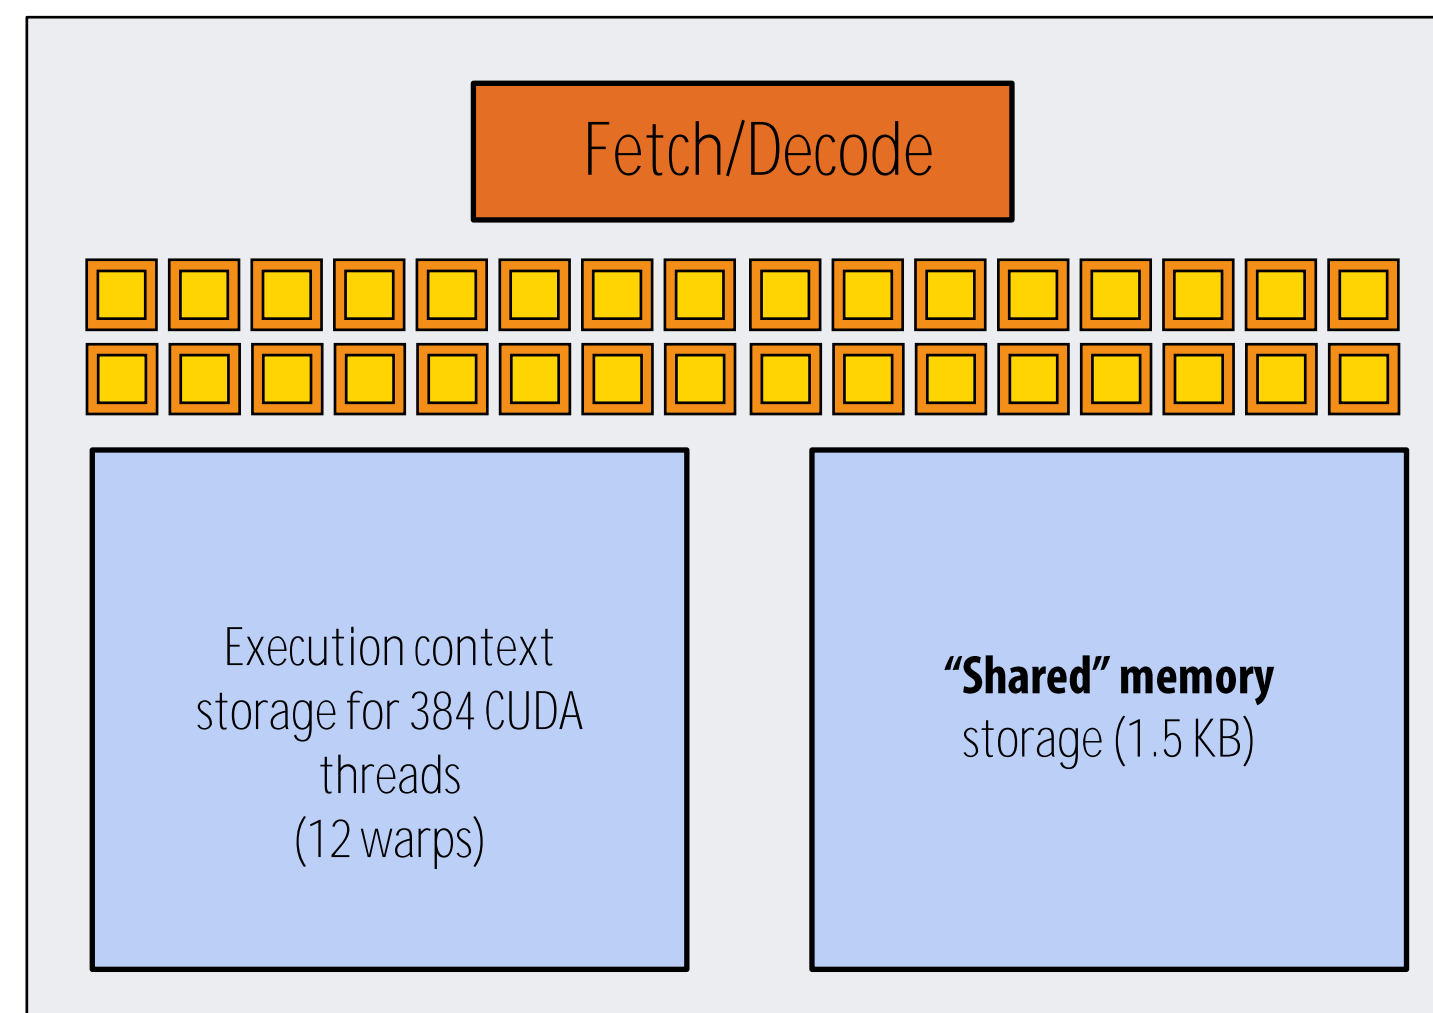 Fetch/Decode
Execution context
storage for 384 CUDA
threads
(12 warps)
“Shared” memory
storage (1.5 KB)